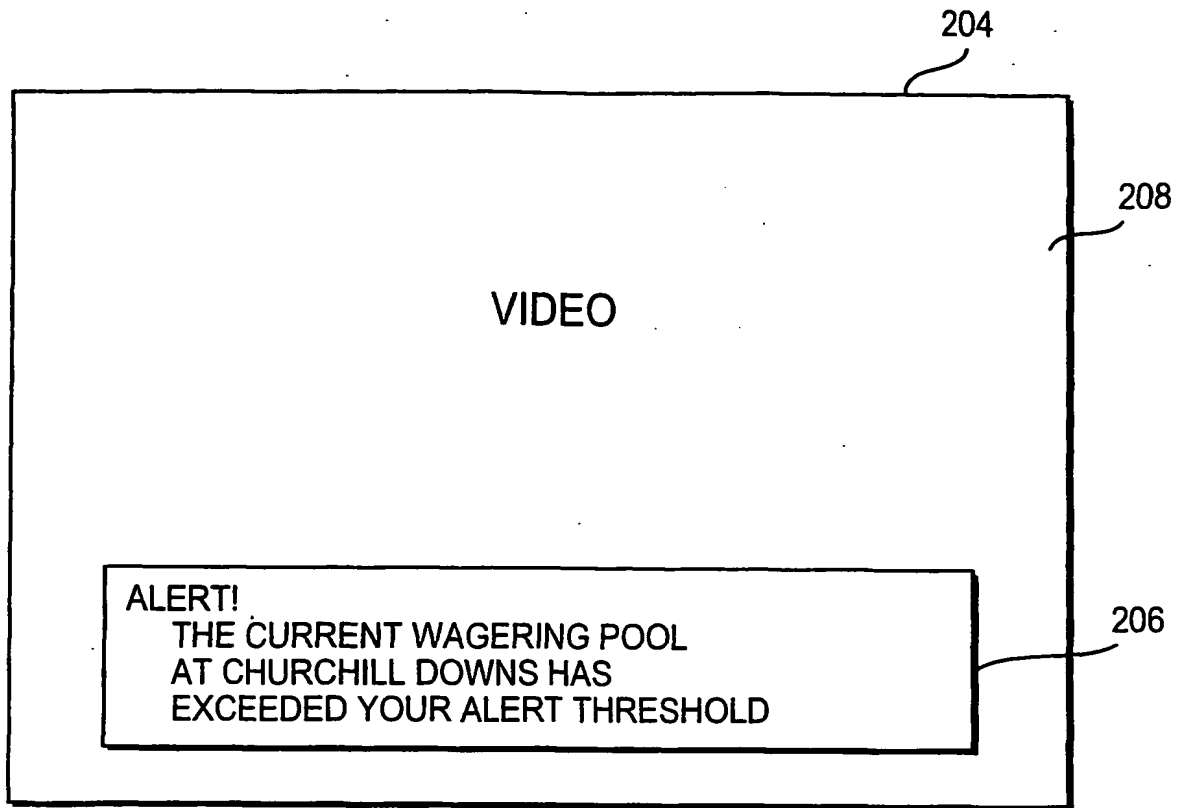 204
208
VIDEO
ALERT!
THE CURRENT WAGERING POOL
AT CHURCHILL DOWNS HAS
EXCEEDED YOUR ALERT THRESHOLD
206